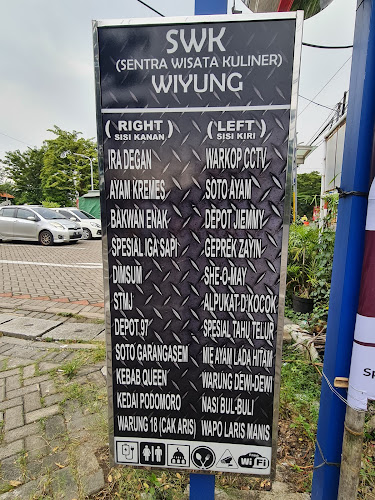 SWK
(SENTRA WISATA KULINER)
WIYUNG
( RIGHT )
SISI KANAN
IRA DEGAN
AYAM KREMES
BAKWAN ENAK
SPESIAL IGA SAPI
DIMSUM
STMJ
DEPOT 97
SOTO GARANGASEM
KEBAB QUEEN
KEDAI PODOMORO
WARUNG 18 (CAK ARIS)
( LEFT )
SISI KIRI
WARKOP CCTV
SOTO AYAM
DEPOT JIEMMY
GEPREK ZAYIN
SHE-O-MAY
ALPUKAT D'KOCOK
SPESIAL TAHU TELUR
MIE AYAM LADA HITAM
WARUNG DEWI-DEWI
NASI BUL-BULI
WAPO LARIS MANIS
WiFi